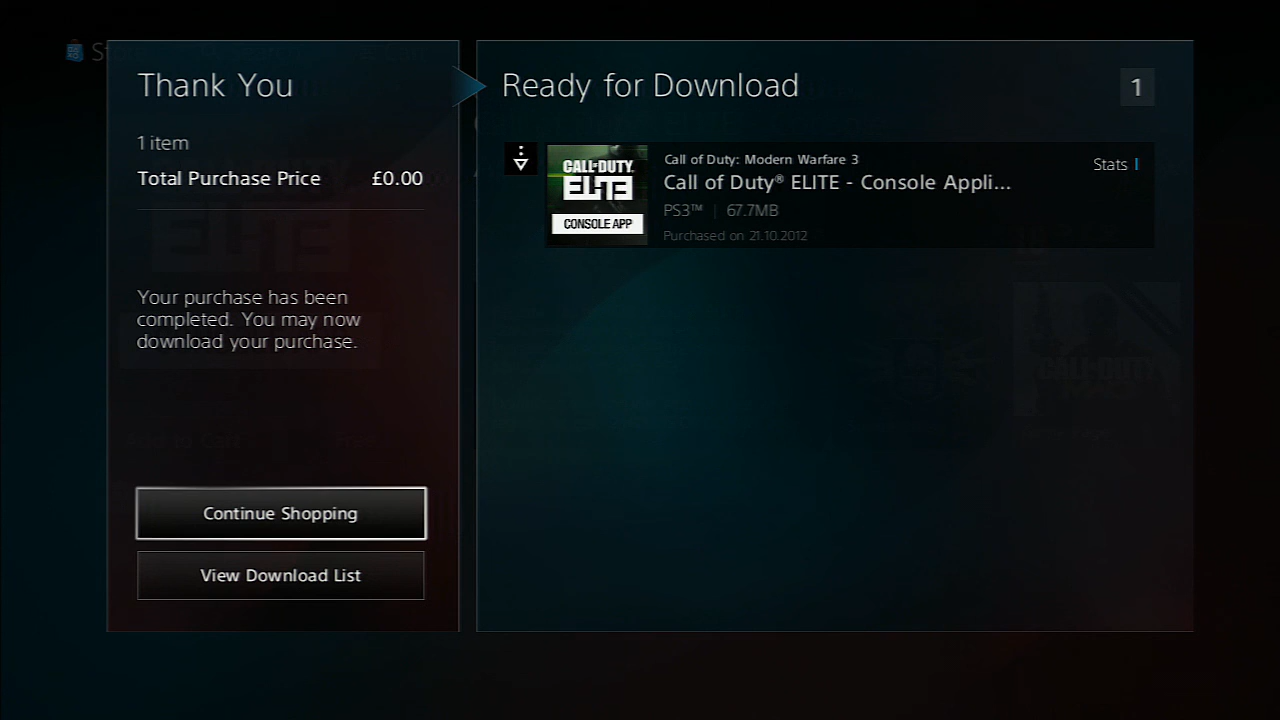 Thank You
1 item
Total Purchase Price £0.00
Your purchase has been
completed. You may now
download your purchase.
Continue Shopping
View Download List
Ready for Download 1
CALL OF DUTY
ELITE
CONSOLE APP
Call of Duty: Modern Warfare 3
Call of Duty® ELITE - Console Appli...
PS3™ | 67.7MB
Purchased on 21.10.2012
Stats